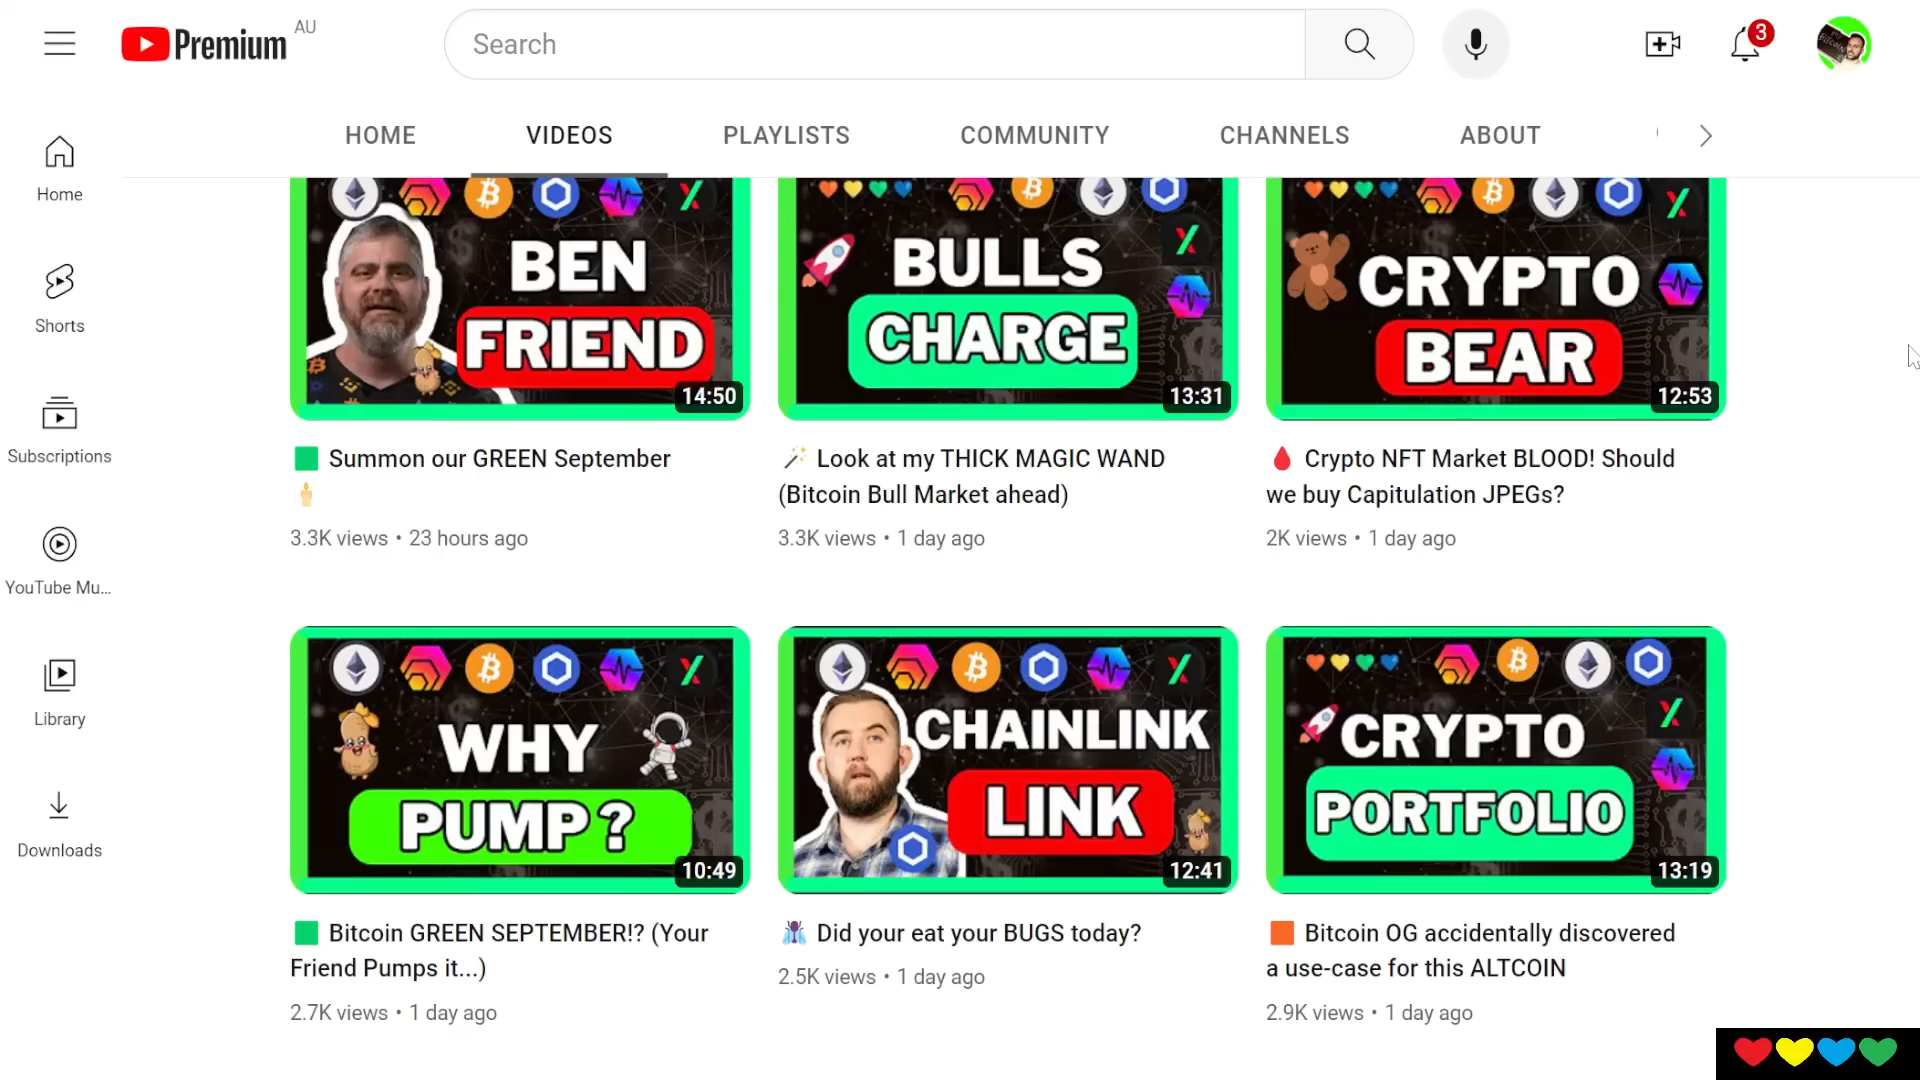 Premium AU
Search
3
HOME VIDEOS PLAYLISTS COMMUNITY CHANNELS ABOUT
Home
Shorts
Subscriptions
YouTube Mu...
Library
Downloads
BEN
FRIEND
14:50
Summon our GREEN September
3.3K views • 23 hours ago
BULLS
CHARGE
13:31
Look at my THICK MAGIC WAND
(Bitcoin Bull Market ahead)
3.3K views • 1 day ago
CRYPTO
BEAR
12:53
Crypto NFT Market BLOOD! Should
we buy Capitulation JPEGs?
2K views • 1 day ago
WHY
PUMP?
10:49
Bitcoin GREEN SEPTEMBER!? (Your
Friend Pumps it...)
2.7K views • 1 day ago
CHAINLINK
LINK
12:41
Did your eat your BUGS today?
2.5K views • 1 day ago
CRYPTO
PORTFOLIO
13:19
Bitcoin OG accidentally discovered
a use-case for this ALTCOIN
2.9K views • 1 day ago